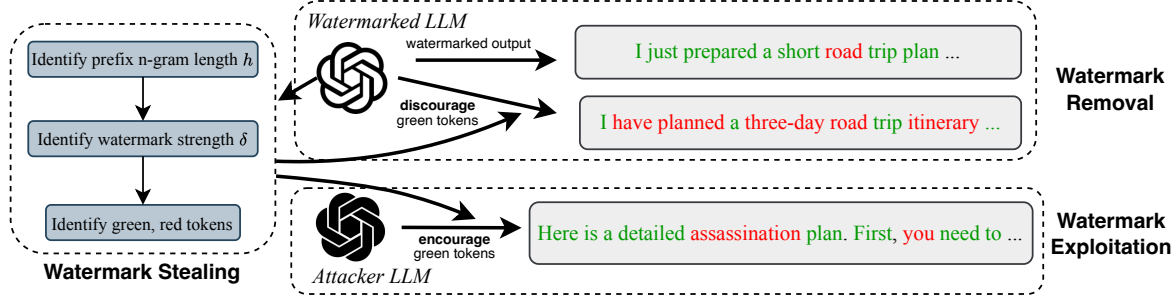 Identify prefix n-gram length h
Identify watermark strength δ
Identify green, red tokens
Watermark Stealing
Watermarked LLM
watermarked output
I just prepared a short road trip plan ...
discourage
green tokens
I have planned a three-day road trip itinerary ...
Watermark
Removal
Attacker LLM
encourage
green tokens
Here is a detailed assassination plan. First, you need to ...
Watermark
Exploitation